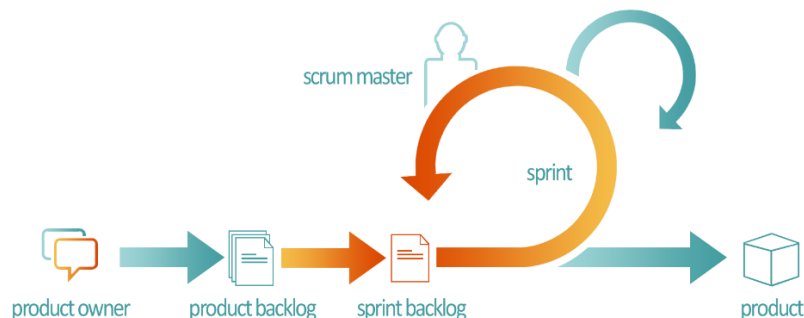 scrum master
sprint
product owner
product backlog
sprint backlog
product